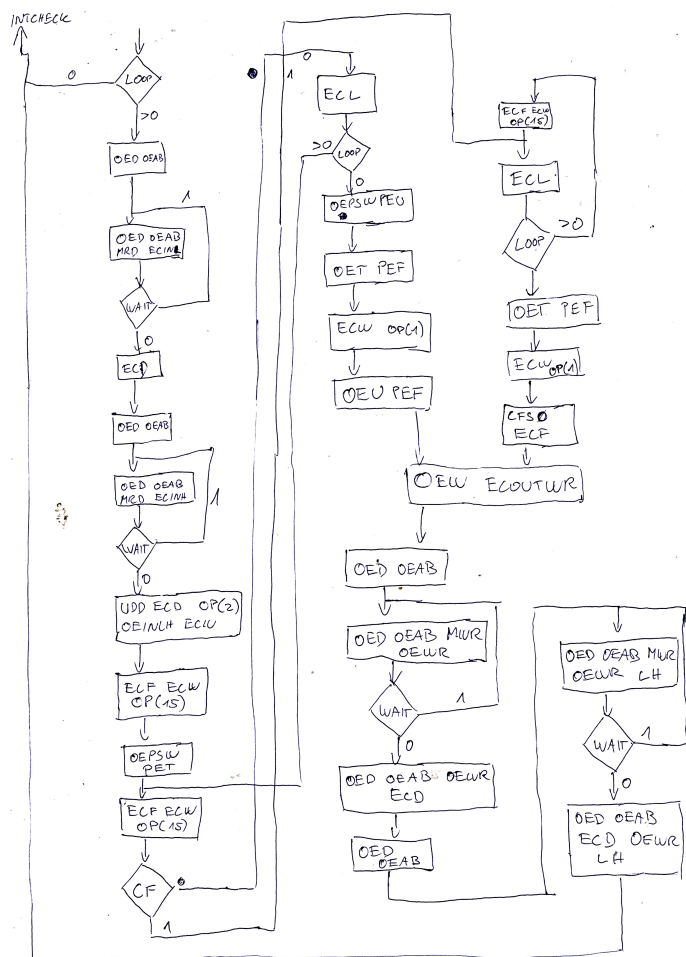 INTCHECK
0
LOOP
>0
OED OEAB
1
OED OEAB
MRD ECINL
WAIT
0
ECD
OED OEAB
OED OEAB
MRD ECINH
1
WAIT
0
UDD ECD OP(2)
OEINLH ECW
ECF ECW
OP(15)
OEPSW
PET
ECF ECW
OP(15)
CF
1
0
1
ECL
>0
LOOP
0
OEPSW PEU
OET PEF
ECW OP(1)
OEU PEF
ECF ECW
OP(15)
ECL
>0
LOOP
OET PEF
ECW OP(1)
CFS0
ECF
OEW ECOUTWR
OED OEAB
OED OEAB MWR
OEWR
WAIT
1
0
OED OEAB OEWR
ECD
OED
OEAB
OED OEAB MWR
OEWR LH
WAIT
1
0
OED OEAB
ECD OEWR
LH